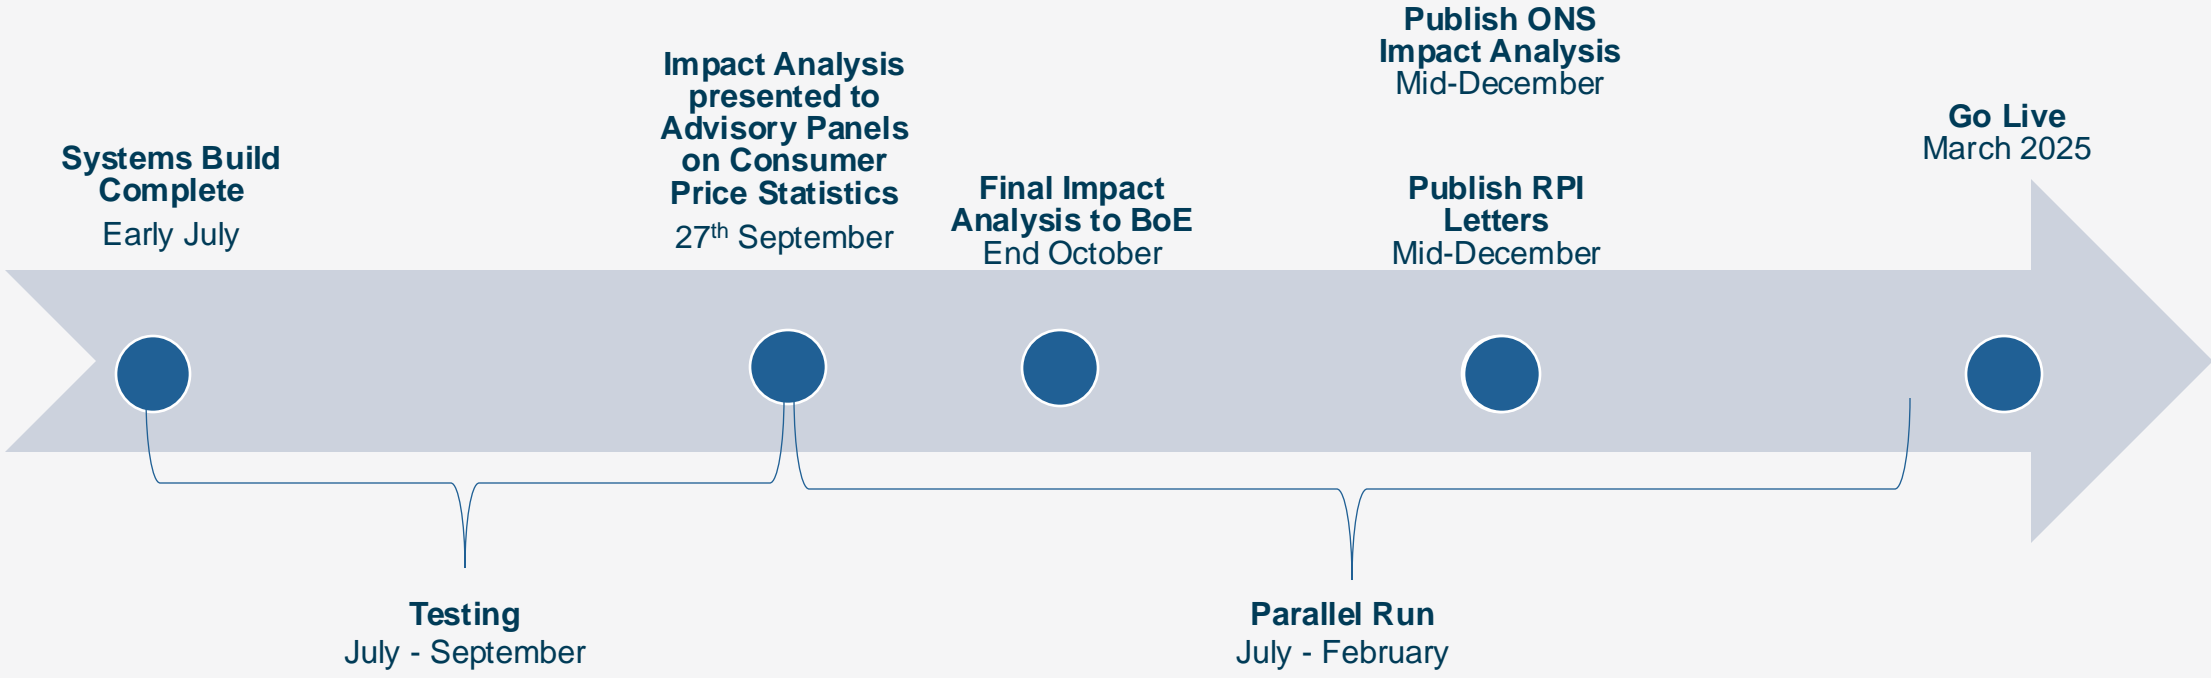 Systems Build
Complete
Early July
Impact Analysis
presented to
Advisory Panels
on Consumer
Price Statistics
27th September
Final Impact
Analysis to BoE
End October
Publish ONS
Impact Analysis
Mid-December
Publish RPI
Letters
Mid-December
Go Live
March 2025
Testing
July - September
Parallel Run
July - February